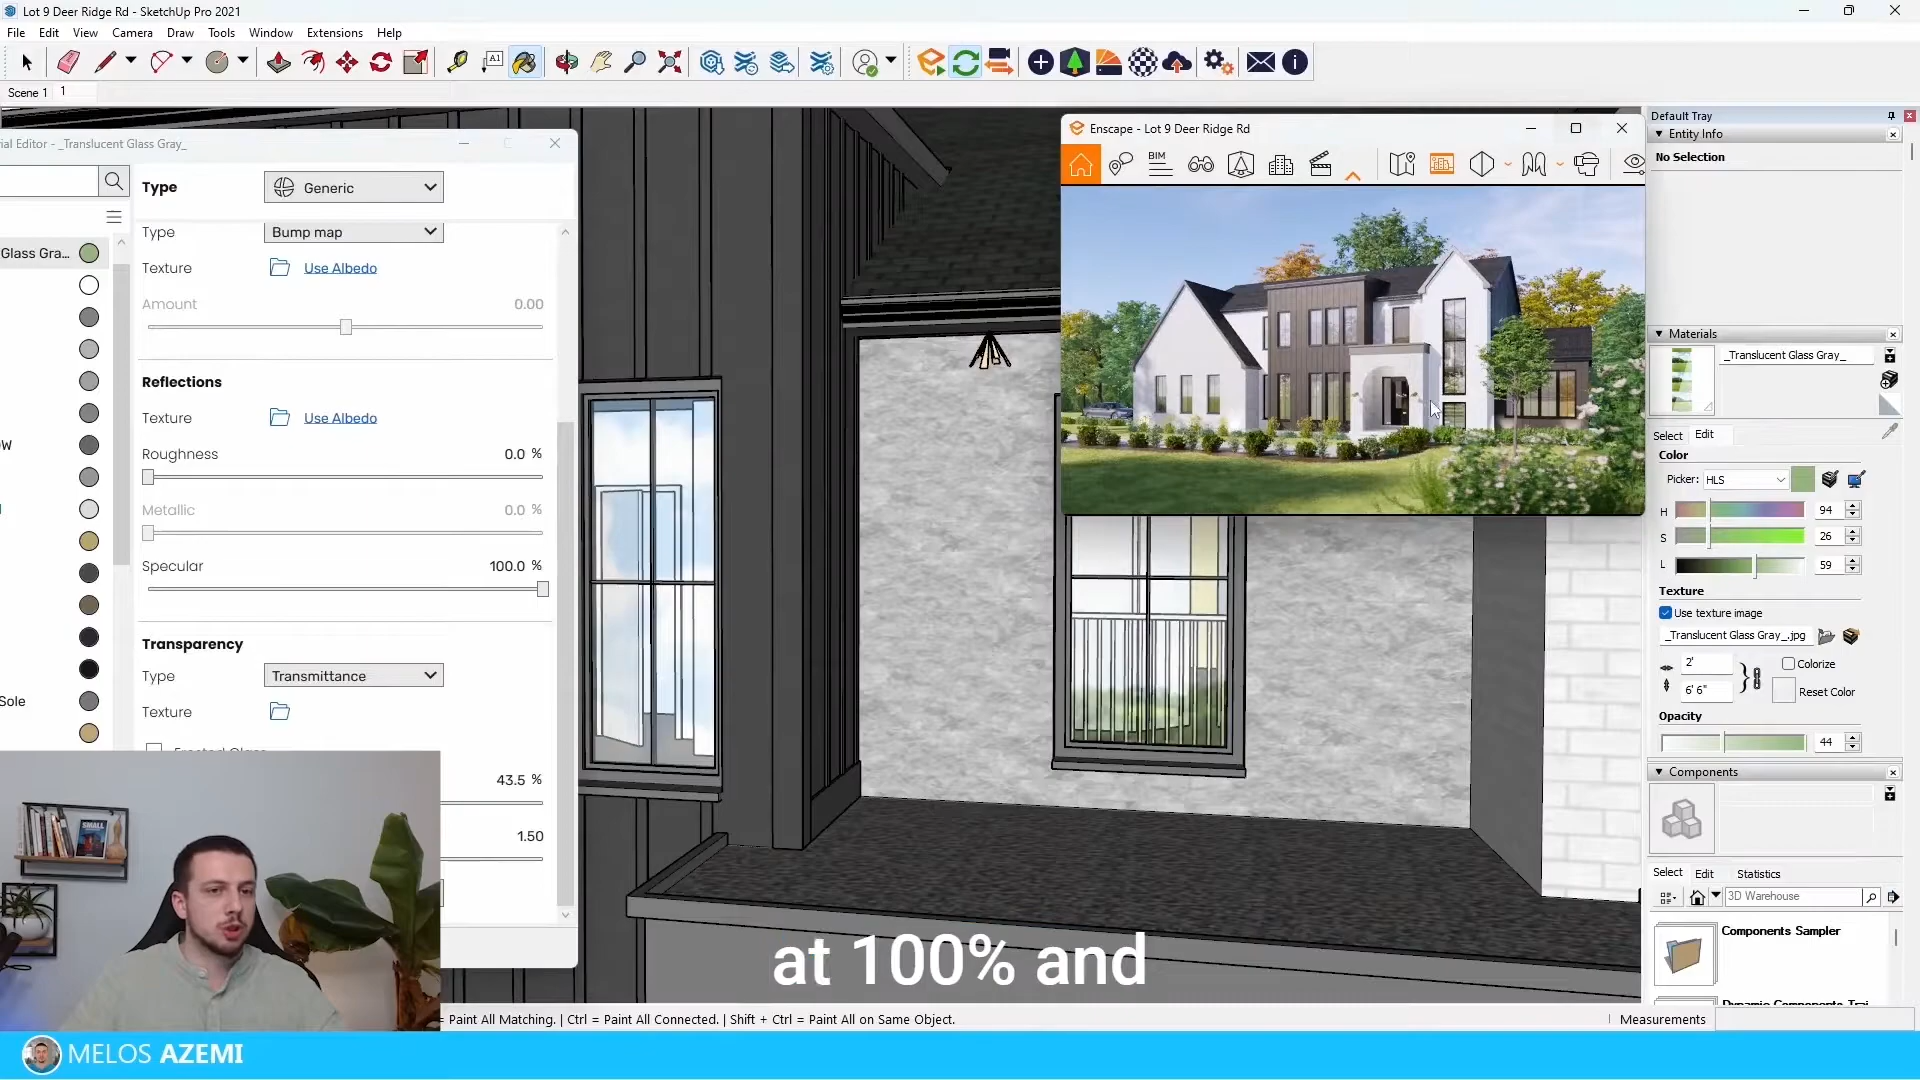 Lot 9 Deer Ridge Rd - SketchUp Pro 2021
File Edit View Camera Draw Tools Window Extensions Help
A1
Scene 1 1
ial Editor - _Translucent Glass Gray_
Type Generic
Type Bump map
Texture Use Albedo
Amount 0.00
Glass Gra...
Reflections
Texture Use Albedo
Roughness 0.0 %
Metallic 0.0 %
Specular 100.0 %
Transparency
Type Transmittance
Texture
Sole
43.5 %
1.50
Enscape - Lot 9 Deer Ridge Rd
BIM
Default Tray
Entity Info
No Selection
Materials
_Translucent Glass Gray_
Select Edit
Color
Picker: HLS
H 94
S 26
L 59
Texture
Use texture image
_Translucent Glass Gray_.jpg
2'
Colorize
6' 6"
Reset Color
Opacity
44
Components
Select Edit Statistics
3D Warehouse
Components Sampler
SMALL
at 100% and
= Paint All Matching. | Ctrl = Paint All Connected. | Shift + Ctrl = Paint All on Same Object.
Measurements
MELOS AZEMI